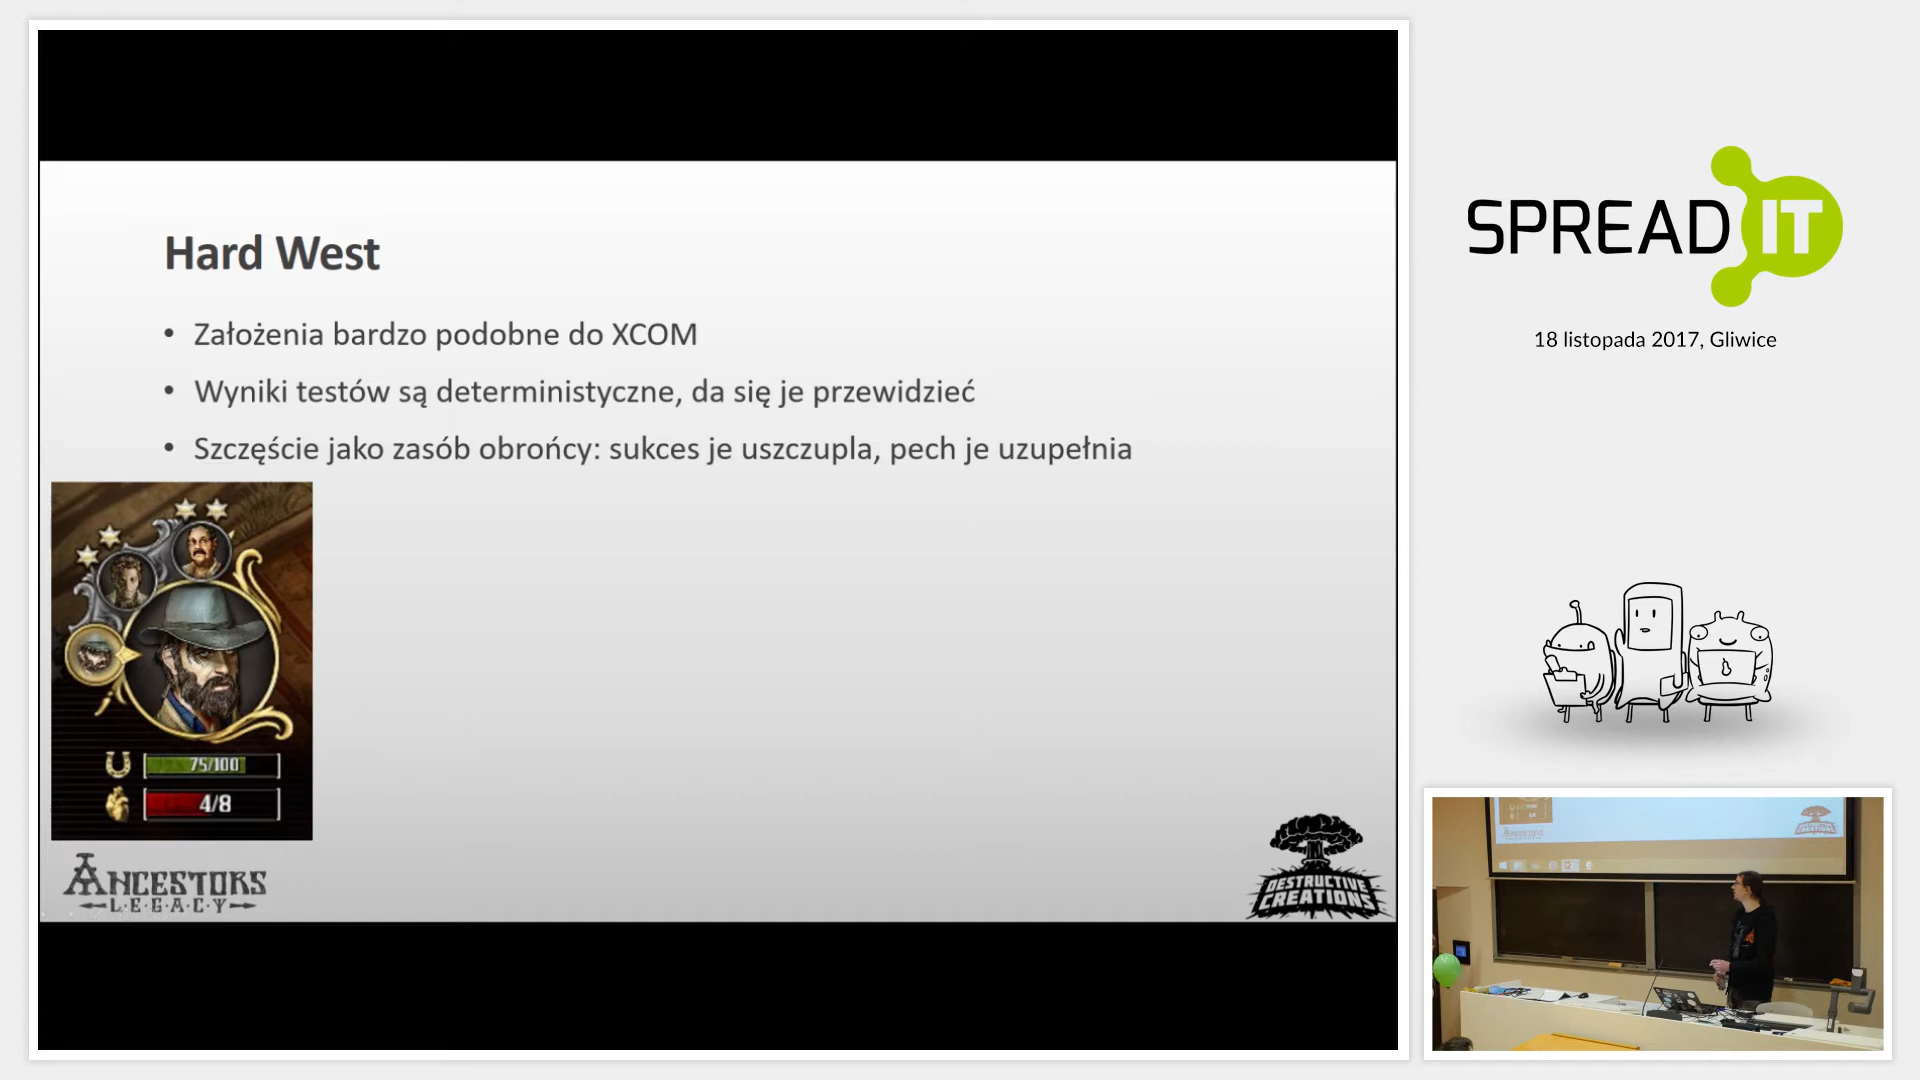 Hard West
• Założenia bardzo podobne do XCOM
• Wyniki testów są deterministyczne, da się je przewidzieć
• Szczęście jako zasób obrońcy: sukces je uszczupla, pech je uzupełnia
75/100
4/8
ANCESTORS
LEGACY
DESTRUCTIVE
CREATIONS
SPREAD IT
18 listopada 2017, Gliwice